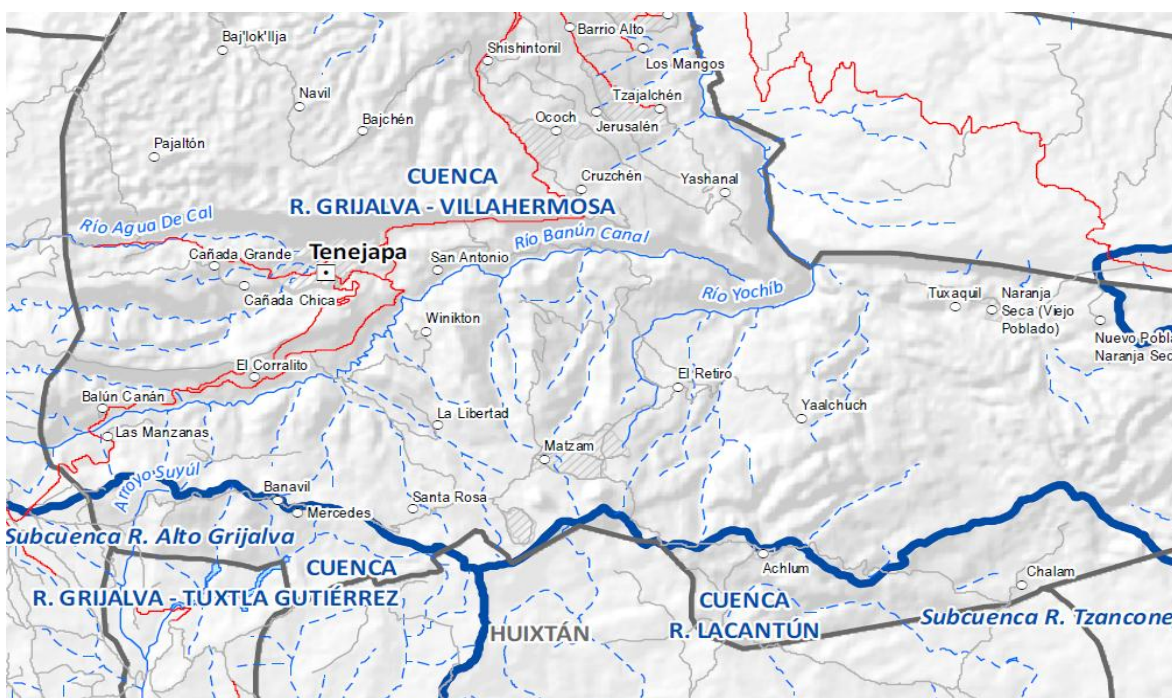 Baj'lok'Ilja
Barrio Alto
Shishintonil
Los Mangos
Navil
Tzajalchén
Bajchén
Ococh
Jerusalén
Pajaltón
CUENCA
R. GRIJALVA - VILLAHERMOSA
Cruzchén
Yashanal
Río Agua De Cal
Río Banún Canal
Cañada Grande
Tenejapa
San Antonio
Cañada Chica
Río Yochib
Tuxaquil
Naranja
Seca (Viejo
Poblado)
Winikton
Nuevo Pobla
Naranja Sec
El Corralito
El Retiro
Balún Canán
La Libertad
Yaalchuch
Las Manzanas
Matzam
Arroyo Suyúl
Banavil
Santa Rosa
Mercedes
Subcuenca R. Alto Grijalva
Achlum
CUENCA
R. GRIJALVA - TUXTLA GUTIÉRREZ
Chalam
CUENCA
R. LACANTÚN
Subcuenca R. Tzancone
HUIXTÁN